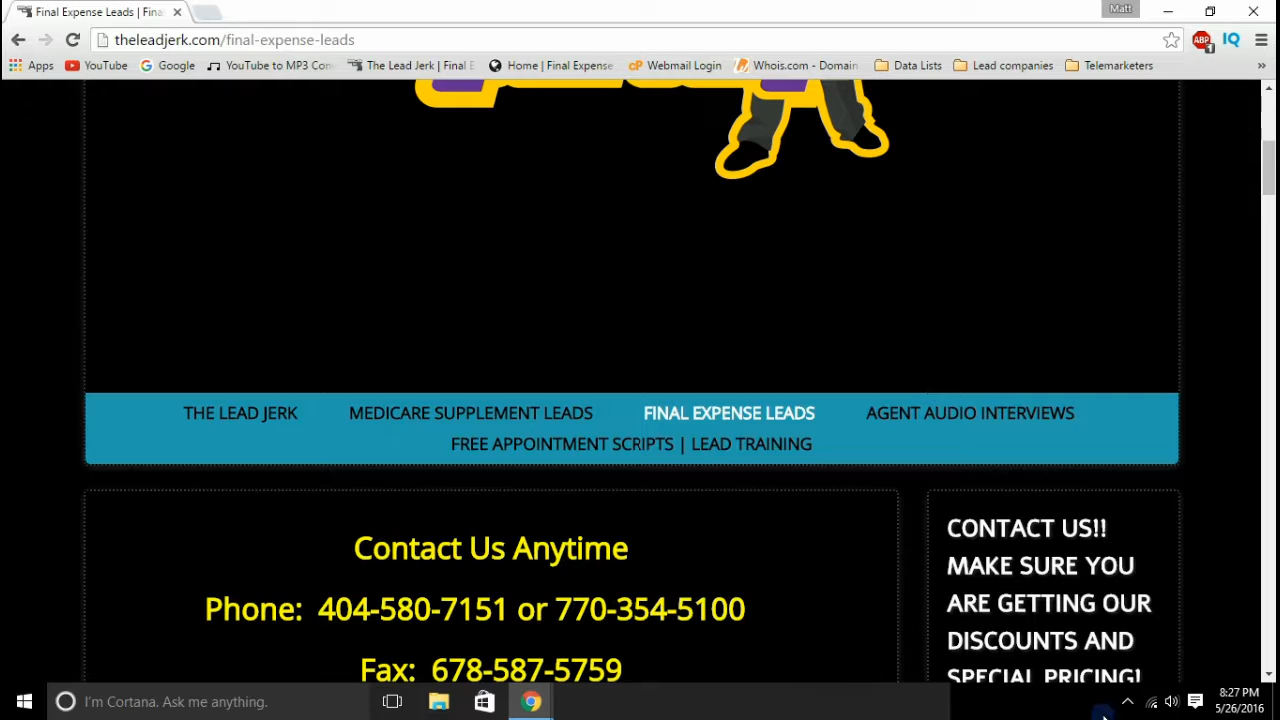 Final Expense Leads | Fina
Matt
theleadjerk.com/final-expense-leads
ABP
1
IQ
Apps
YouTube
Google
YouTube to MP3 Con
The Lead Jerk | Final E
Home | Final Expense
cP
Webmail Login
Whois.com - Domain
Data Lists
Lead companies
Telemarketers
»
THE LEAD JERK
MEDICARE SUPPLEMENT LEADS
FINAL EXPENSE LEADS
AGENT AUDIO INTERVIEWS
FREE APPOINTMENT SCRIPTS | LEAD TRAINING
Contact Us Anytime
Phone: 404-580-7151 or 770-354-5100
Fax: 678-587-5759
CONTACT US!!
MAKE SURE YOU
ARE GETTING OUR
DISCOUNTS AND
SPECIAL PRICING!
I'm Cortana. Ask me anything.
8:27 PM
5/26/2016